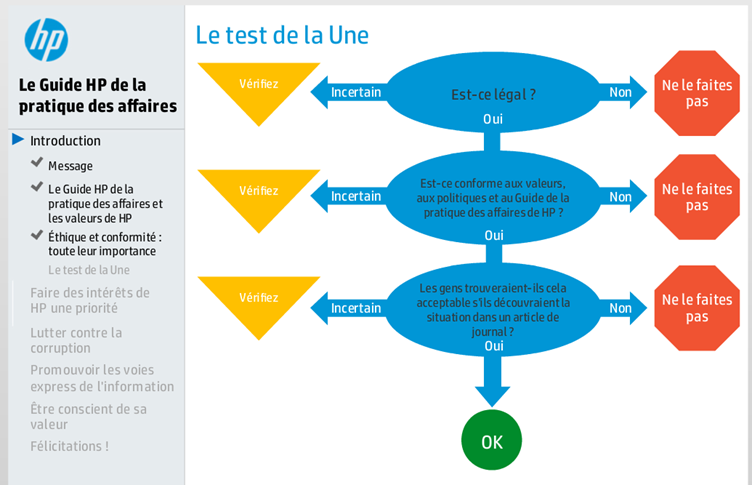 hp
Le Guide HP de la
pratique des affaires
Introduction
Message
Le Guide HP de la
pratique des affaires et
les valeurs de HP
Éthique et conformité :
toute leur importance
Le test de la Une
Faire des intérêts de
HP une priorité
Lutter contre la
corruption
Promouvoir les voies
express de l'information
Être conscient de sa
valeur
Félicitations !
Le test de la Une
Vérifiez
Incertain
Est-ce légal ?
Oui
Non
Ne le faites
pas
Vérifiez
Incertain
Est-ce conforme aux valeurs,
aux politiques et au Guide de la
pratique des affaires de HP ?
Oui
Non
Ne le faites
pas
Vérifiez
Incertain
Les gens trouveraient-ils cela
acceptable s'ils découvraient la
situation dans un article de
journal ?
Oui
Non
Ne le faites
pas
OK